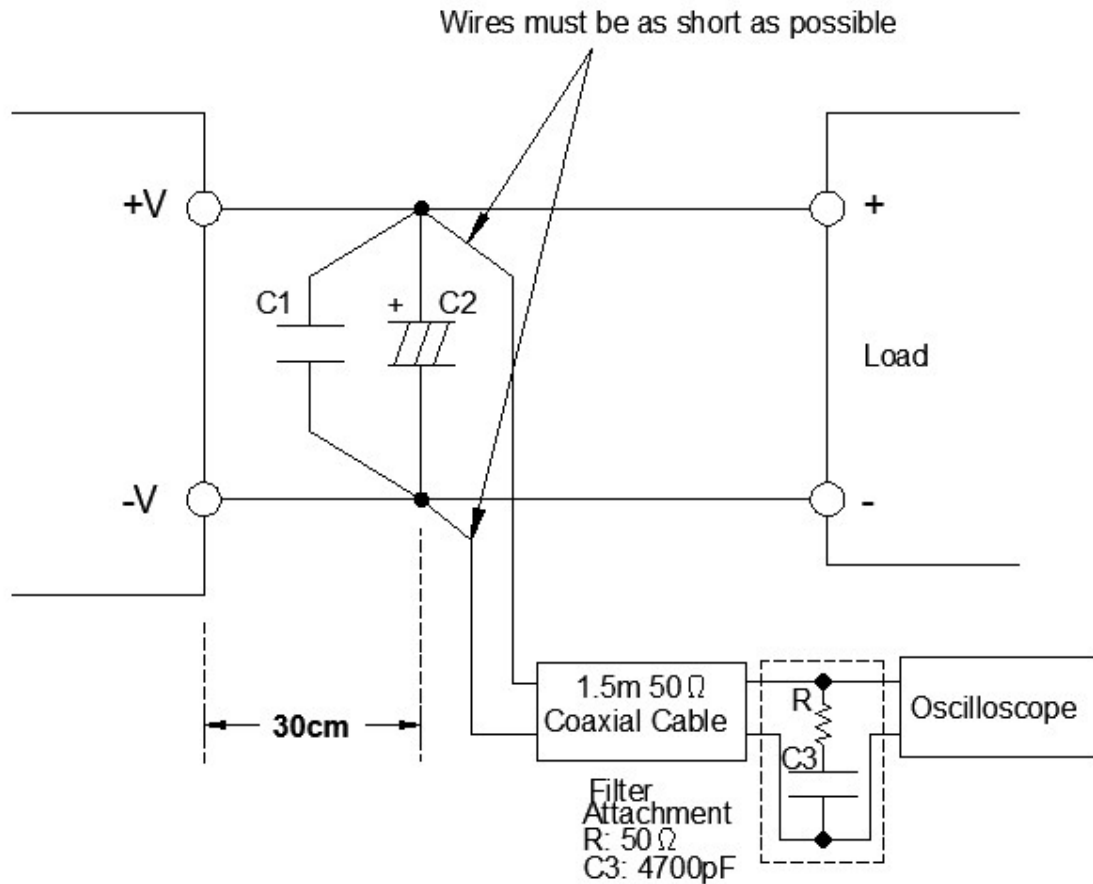 Wires must be as short as possible
+V
+
C1
+
C2
Load
-V
-
30cm
1.5m 50Ω
Coaxial Cable
R
C3
Oscilloscope
Filter
Attachment
R: 50Ω
C3: 4700pF